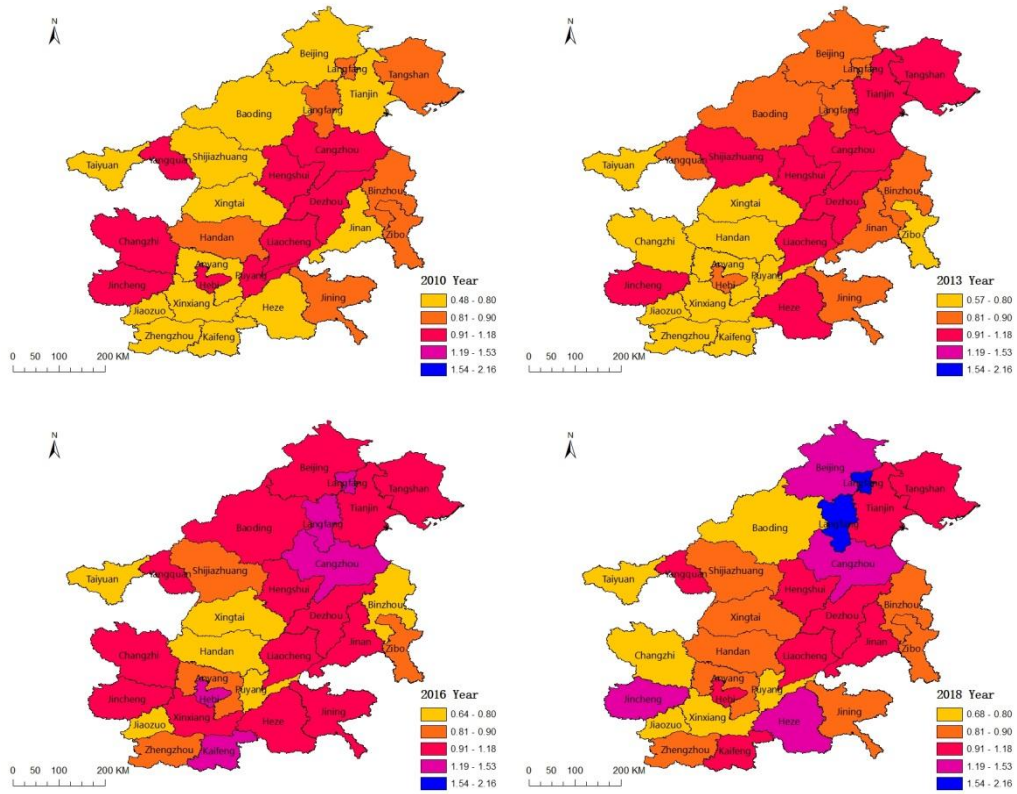 N
Beijing
Langfang
Tangshan
Tianjin
Baoding
Langfang
Cangzhou
Taiyuan
Yangquan
Shijiazhuang
Hengshui
Binzhou
Xingtai
Dezhou
Jinan
Zibo
Changzhi
Handan
Liaocheng
Anyang
Puyang
Jincheng
Hebi
Jiaozuo
Xinxiang
Heze
Jining
Zhengzhou
Kaifeng
2010 Year
0.48 - 0.80
0.81 - 0.90
0.91 - 1.18
1.19 - 1.53
1.54 - 2.16
0 50 100 200 KM
N
Beijing
Langfang
Tangshan
Tianjin
Baoding
Langfang
Cangzhou
Taiyuan
Yangquan
Shijiazhuang
Hengshui
Binzhou
Xingtai
Dezhou
Jinan
Zibo
Changzhi
Handan
Liaocheng
Anyang
Puyang
Jincheng
Hebi
Jiaozuo
Xinxiang
Heze
Jining
Zhengzhou
Kaifeng
2013 Year
0.57 - 0.80
0.81 - 0.90
0.91 - 1.18
1.19 - 1.53
1.54 - 2.16
0 50 100 200 KM
N
Beijing
Langfang
Tangshan
Tianjin
Baoding
Langfang
Cangzhou
Taiyuan
Yangquan
Shijiazhuang
Hengshui
Binzhou
Xingtai
Dezhou
Jinan
Zibo
Changzhi
Handan
Liaocheng
Anyang
Puyang
Jincheng
Hebi
Jiaozuo
Xinxiang
Heze
Jining
Zhengzhou
Kaifeng
2016 Year
0.64 - 0.80
0.81 - 0.90
0.91 - 1.18
1.19 - 1.53
1.54 - 2.16
0 50 100 200 KM
N
Beijing
Langfang
Tangshan
Tianjin
Baoding
Langfang
Cangzhou
Taiyuan
Yangquan
Shijiazhuang
Hengshui
Binzhou
Xingtai
Dezhou
Jinan
Zibo
Changzhi
Handan
Liaocheng
Anyang
Puyang
Jincheng
Hebi
Jiaozuo
Xinxiang
Heze
Jining
Zhengzhou
Kaifeng
2018 Year
0.68 - 0.80
0.81 - 0.90
0.91 - 1.18
1.19 - 1.53
1.54 - 2.16
0 50 100 200 KM